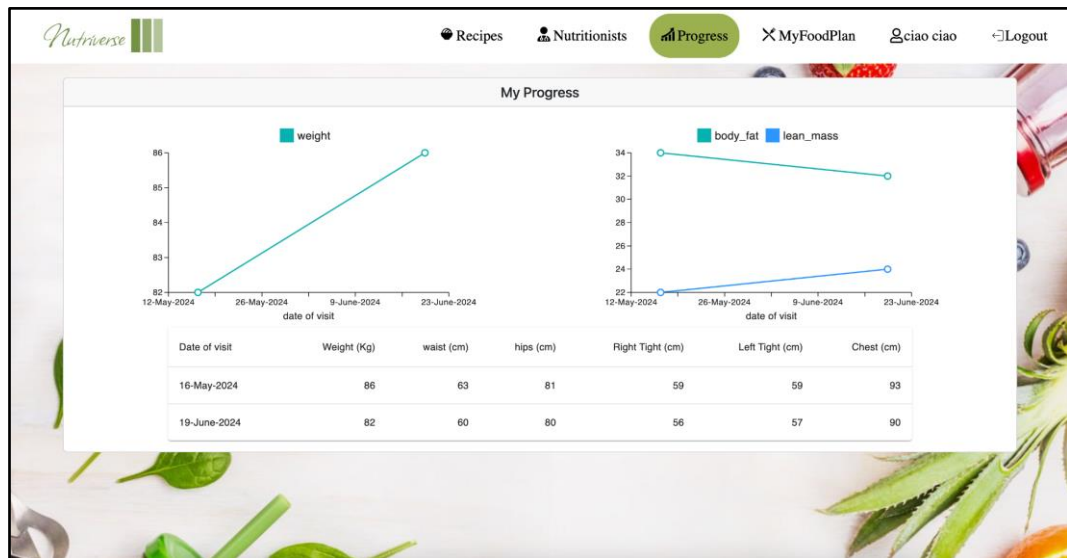 Nutriverse Recipes Nutritionists Progress MyFoodPlan ciao ciao Logout
My Progress
weight
86
85
84
83
82
12-May-2024 26-May-2024 9-June-2024 23-June-2024
date of visit
body_fat lean_mass
34
32
30
28
26
24
22
12-May-2024 26-May-2024 9-June-2024 23-June-2024
date of visit
Date of visit Weight (Kg) waist (cm) hips (cm) Right Tight (cm) Left Tight (cm) Chest (cm)
16-May-2024 86 63 81 59 59 93
19-June-2024 82 60 80 56 57 90